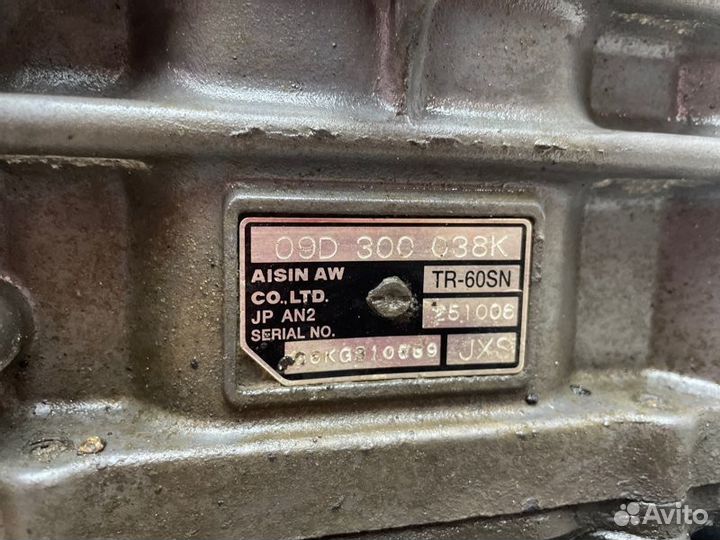 09D 300 038K
AISIN AW
CO.,LTD.
TR-60SN
JP AN2
251006
SERIAL NO.
JXS
Avito